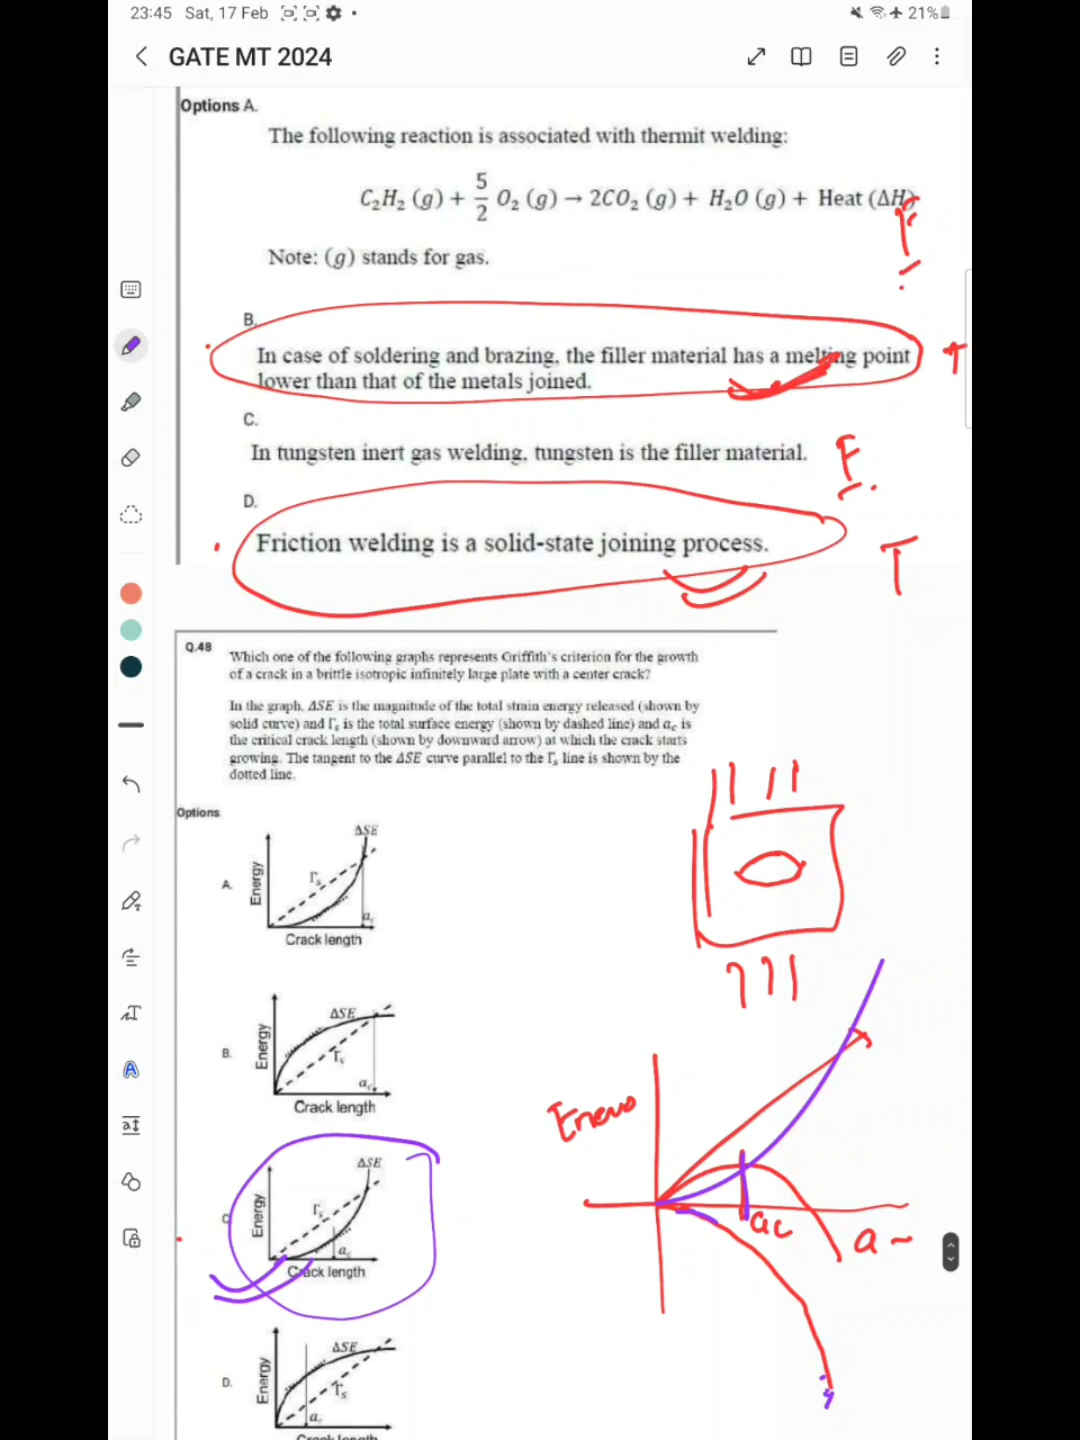 23:45 Sat, 17 Feb
21%
GATE MT 2024
Options A.
The following reaction is associated with thermit welding:
C₂H₂ (g) + 5/2 O₂ (g) → 2CO₂ (g) + H₂O (g) + Heat (ΔH)
F
Note: (g) stands for gas.
B.
In case of soldering and brazing, the filler material has a melting point
lower than that of the metals joined.
T
C.
In tungsten inert gas welding, tungsten is the filler material.
F.
D.
Friction welding is a solid-state joining process.
T
Q.48
Which one of the following graphs represents Griffith's criterion for the growth
of a crack in a brittle isotropic infinitely large plate with a center crack?
In the graph, ΔSE is the magnitude of the total strain energy released (shown by
solid curve) and Γs is the total surface energy (shown by dashed line) and ac is
the critical crack length (shown by downward arrow) at which the crack starts
growing. The tangent to the ΔSE curve parallel to the Γs line is shown by the
dotted line.
Options
A.
Energy
ΔSE
Γs
ac
Crack length
B.
Energy
ΔSE
Γs
ac
Crack length
C.
Energy
ΔSE
Γs
ac
Crack length
ac
a
D.
Energy
ΔSE
Γs
ac
Crack length